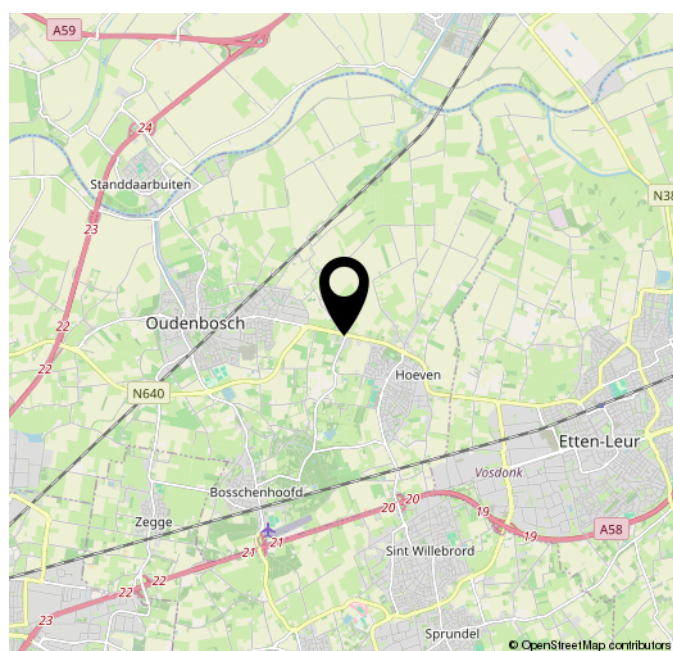 A59
24
Standdaarbuiten
N38
23
22
Oudenbosch
22
Hoeven
N640
Etten-Leur
Vosdonk
Bosschenhoofd
20
20
19
Zegge
21
21
19
A58
Sint Willebrord
22
22
23
Sprundel
© OpenStreetMap contributors